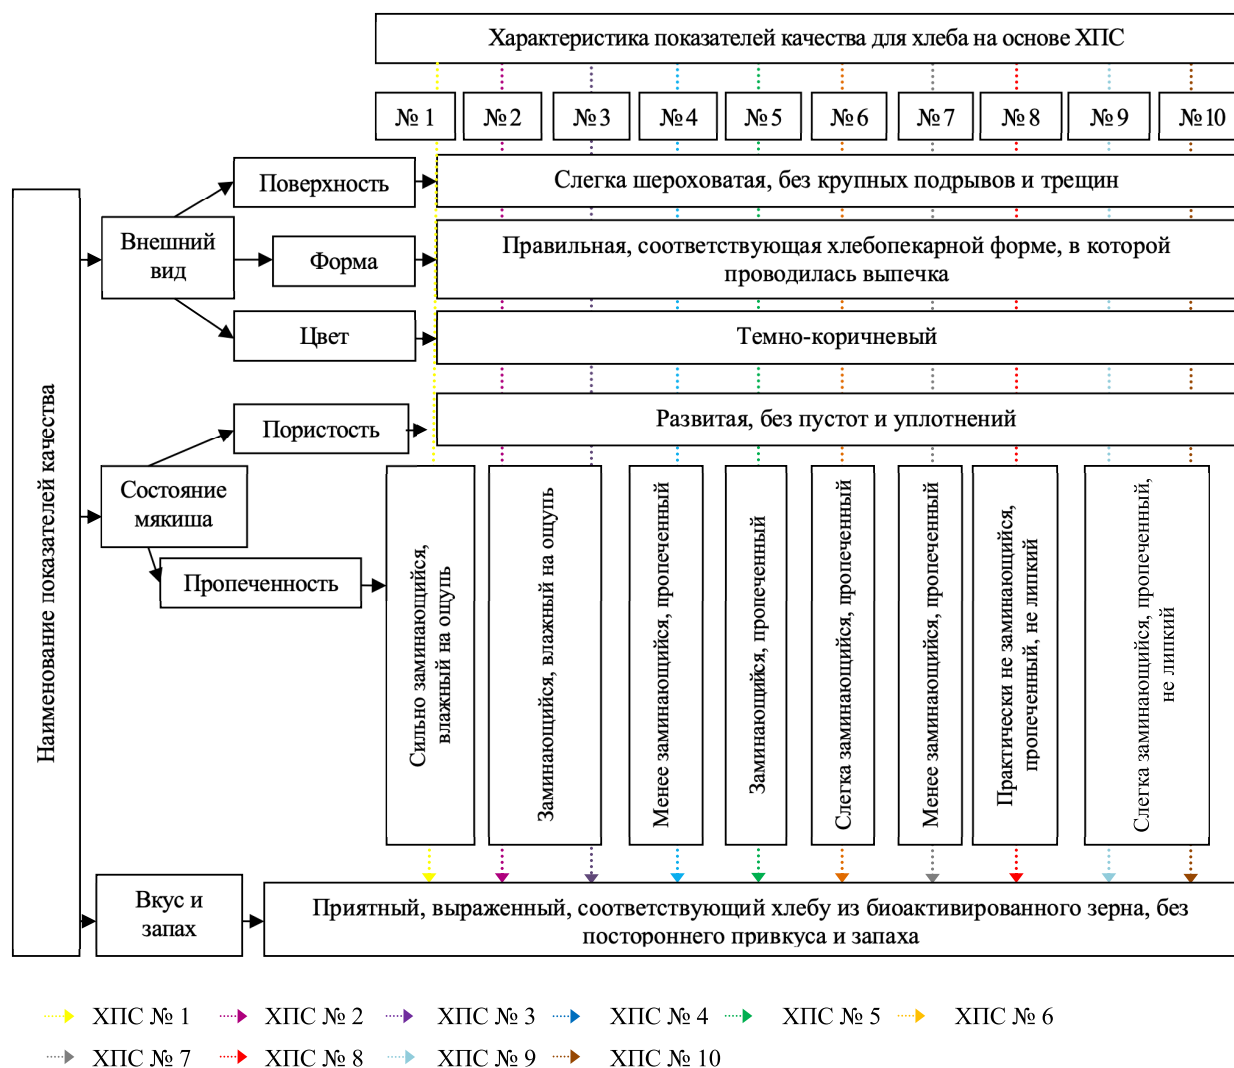 Характеристика показателей качества для хлеба на основе ХПС
№ 1
№ 2
№ 3
№ 4
№ 5
№ 6
№ 7
№ 8
№ 9
№ 10
Наименование показателей качества
Внешний
вид
Поверхность
Слегка шероховатая, без крупных подрывов и трещин
Форма
Правильная, соответствующая хлебопекарной форме, в которой
проводилась выпечка
Цвет
Темно-коричневый
Состояние
мякиша
Пористость
Развитая, без пустот и уплотнений
Пропеченность
Сильно заминающийся,
влажный на ощупь
Заминающийся, влажный на ощупь
Менее заминающийся, пропеченный
Заминающийся, пропеченный
Слегка заминающийся, пропеченный
Менее заминающийся, пропеченный
Практически не заминающийся,
пропеченный, не липкий
Слегка заминающийся, пропеченный,
не липкий
Вкус и
запах
Приятный, выраженный, соответствующий хлебу из биоактивированного зерна, без
постороннего привкуса и запаха
ХПС № 1
ХПС № 2
ХПС № 3
ХПС № 4
ХПС № 5
ХПС № 6
ХПС № 7
ХПС № 8
ХПС № 9
ХПС № 10